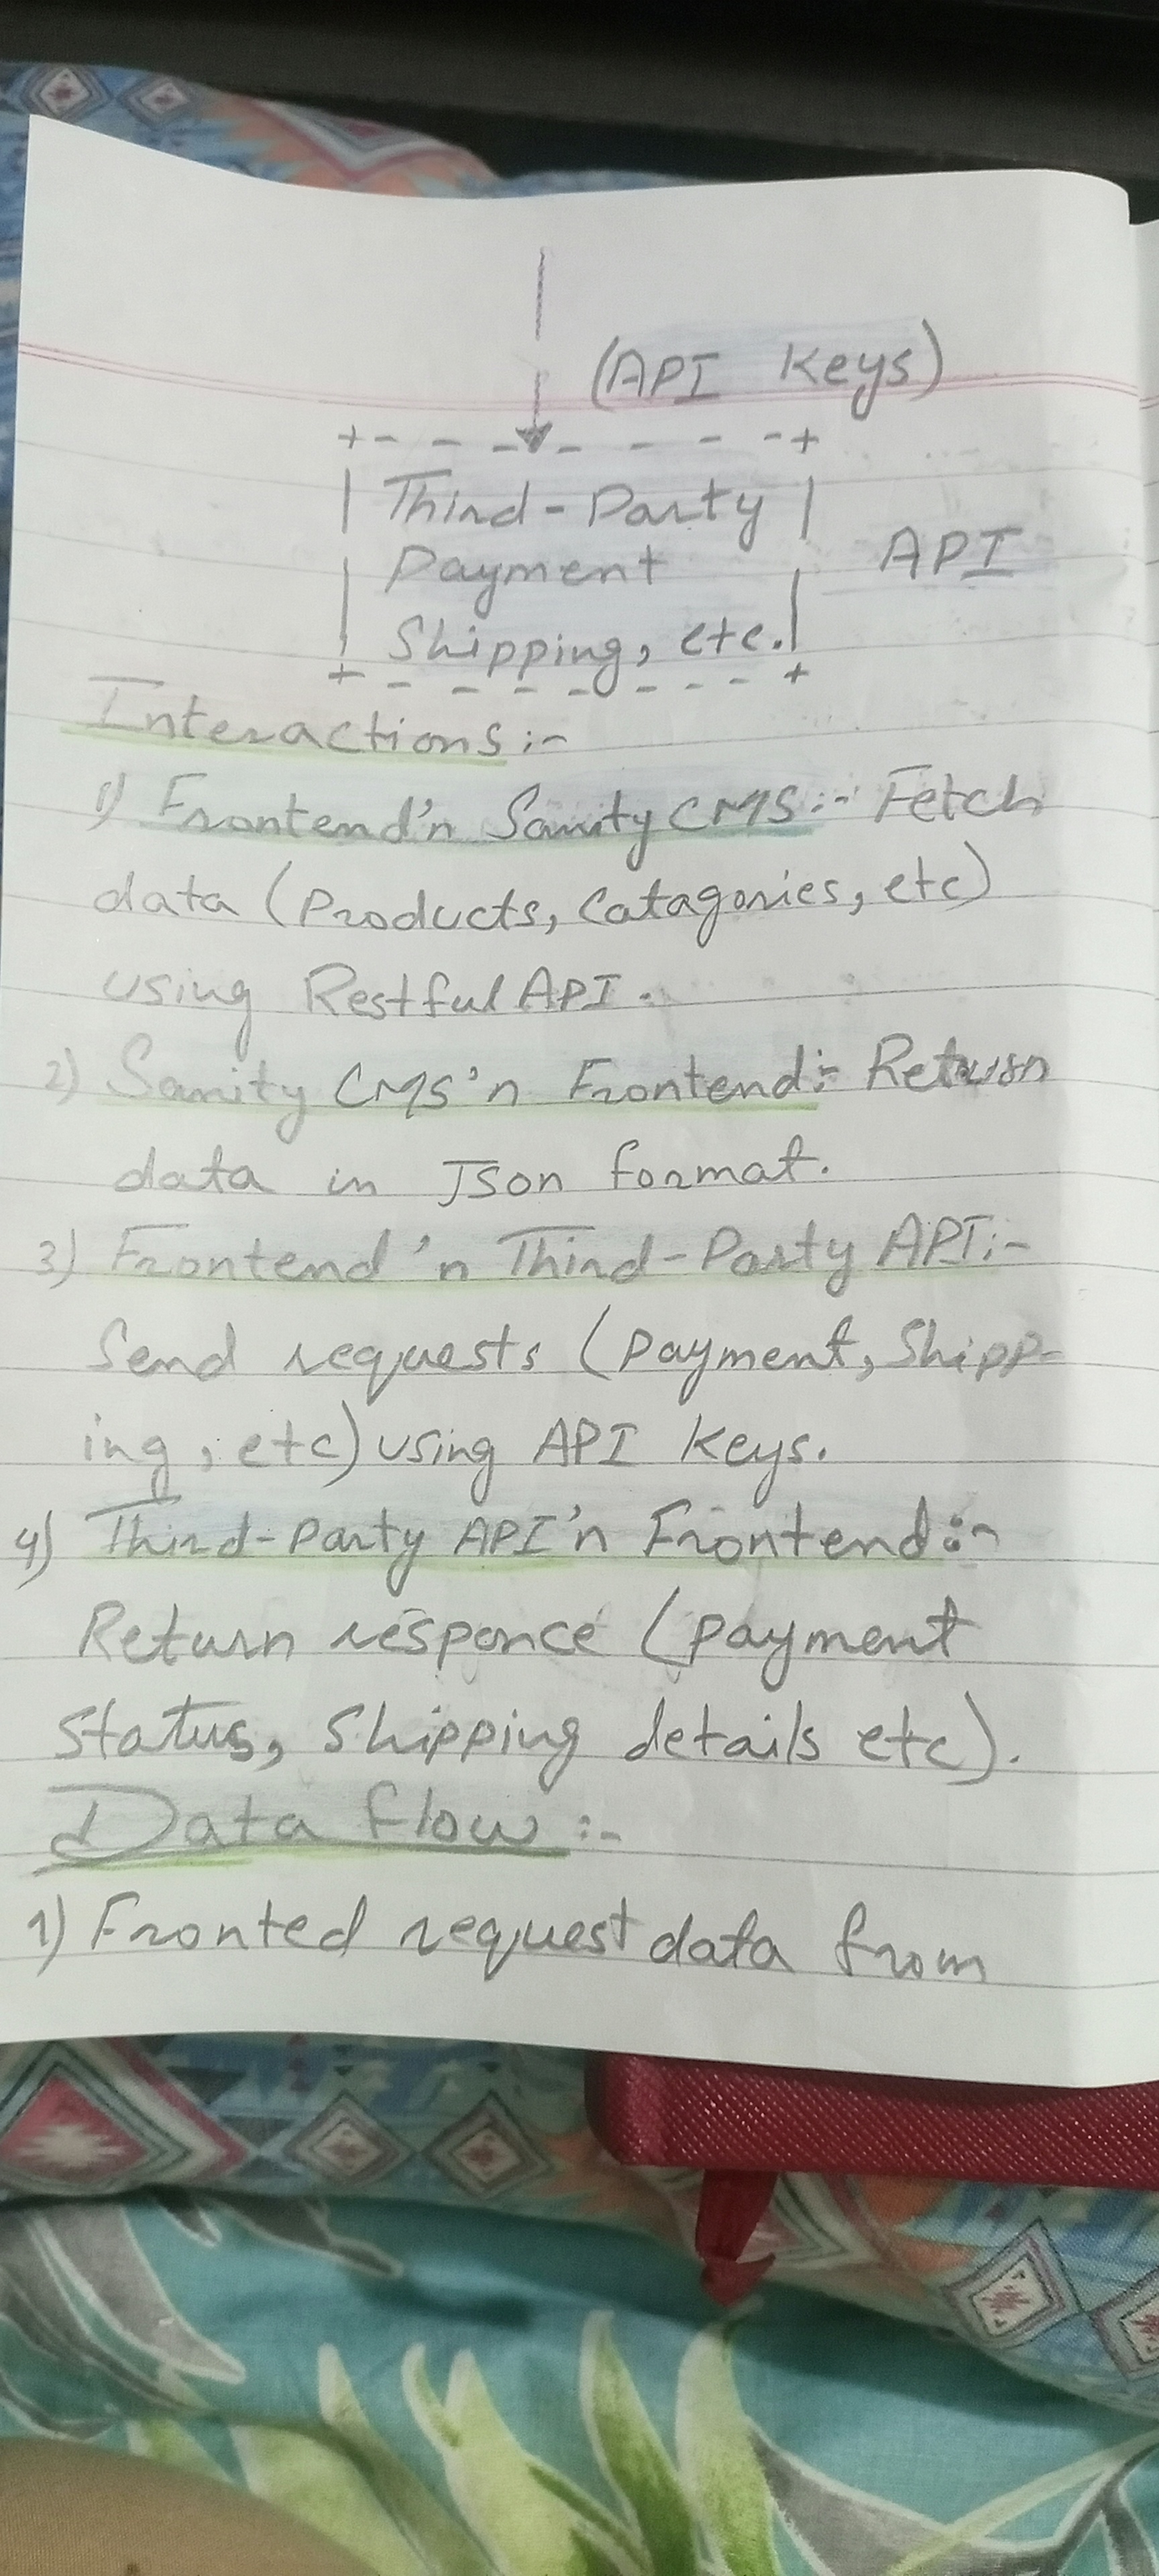 (API Keys)
Third-Party
API
Payment
Shipping, etc.
Interactions:-
1) Frontend'n Sanity CMS:- Fetch
data (Products, Catagories, etc)
using Restful API.
2) Sanity CMS'n Frontend:- Return
data in Json format.
3) Frontend'n Third-Party API:-
Send requests (Payment, Shipp-
ing, etc) using API Keys.
4) Third-Party API'n Frontend:-
Return responce (Payment
Status, Shipping details etc).
Data flow:-
1) Fronted request data from